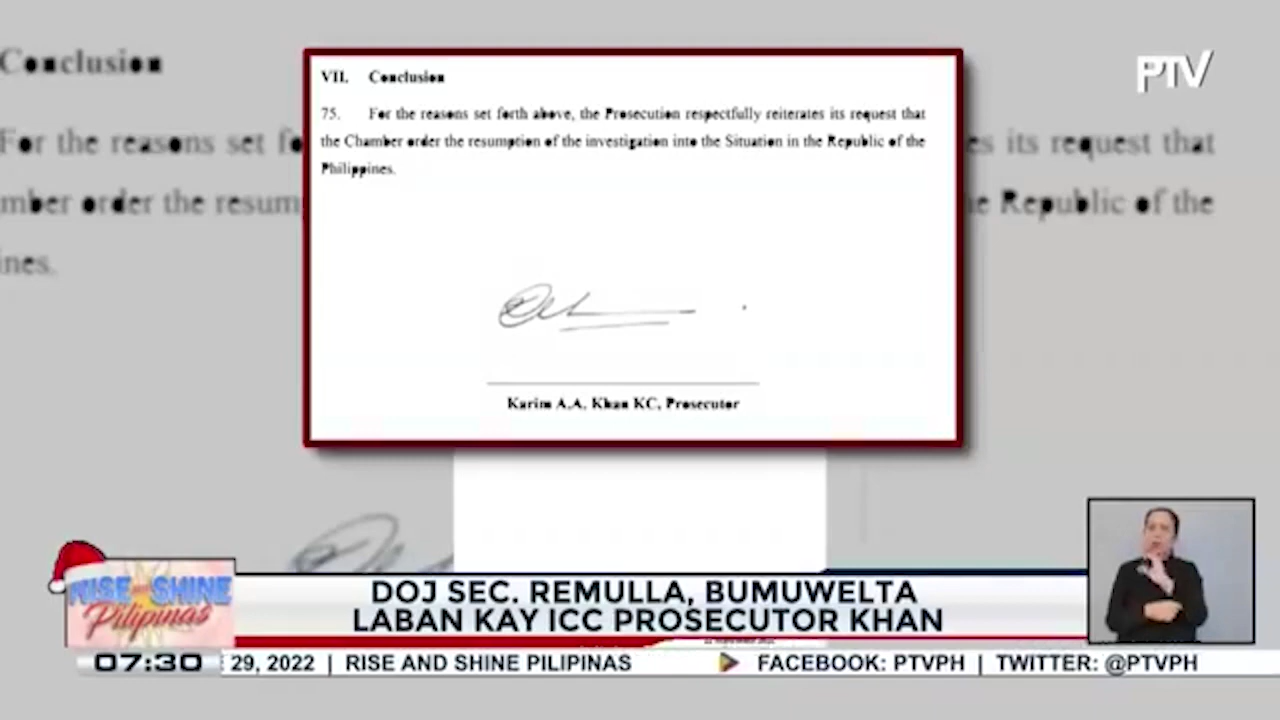 Conclusion
For the reasons set fo
es its request that
mber order the resum
e Republic of the
ines.
PTV
VII. Conclusion
75. For the reasons set forth above, the Prosecution respectfully reiterates its request that
the Chamber order the resumption of the investigation into the Situation in the Republic of the
Philippines.
Karim A.A. Khan KC, Prosecutor
RISE AND SHINE
Pilipinas
DOJ SEC. REMULLA, BUMUWELTA
LABAN KAY ICC PROSECUTOR KHAN
07:30 29, 2022 | RISE AND SHINE PILIPINAS FACEBOOK: PTVPH | TWITTER: @PTVPH